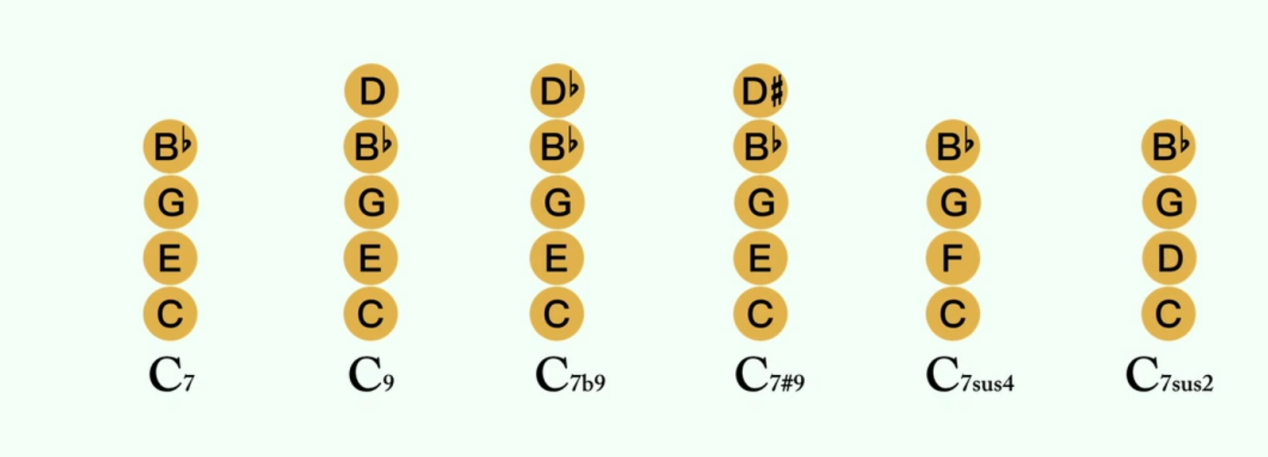 D D♭ D♯
B♭ B♭ B♭ B♭ B♭ B♭
G G G G G G
E E E E F D
C C C C C C
C7 C9 C7b9 C7#9 C7sus4 C7sus2